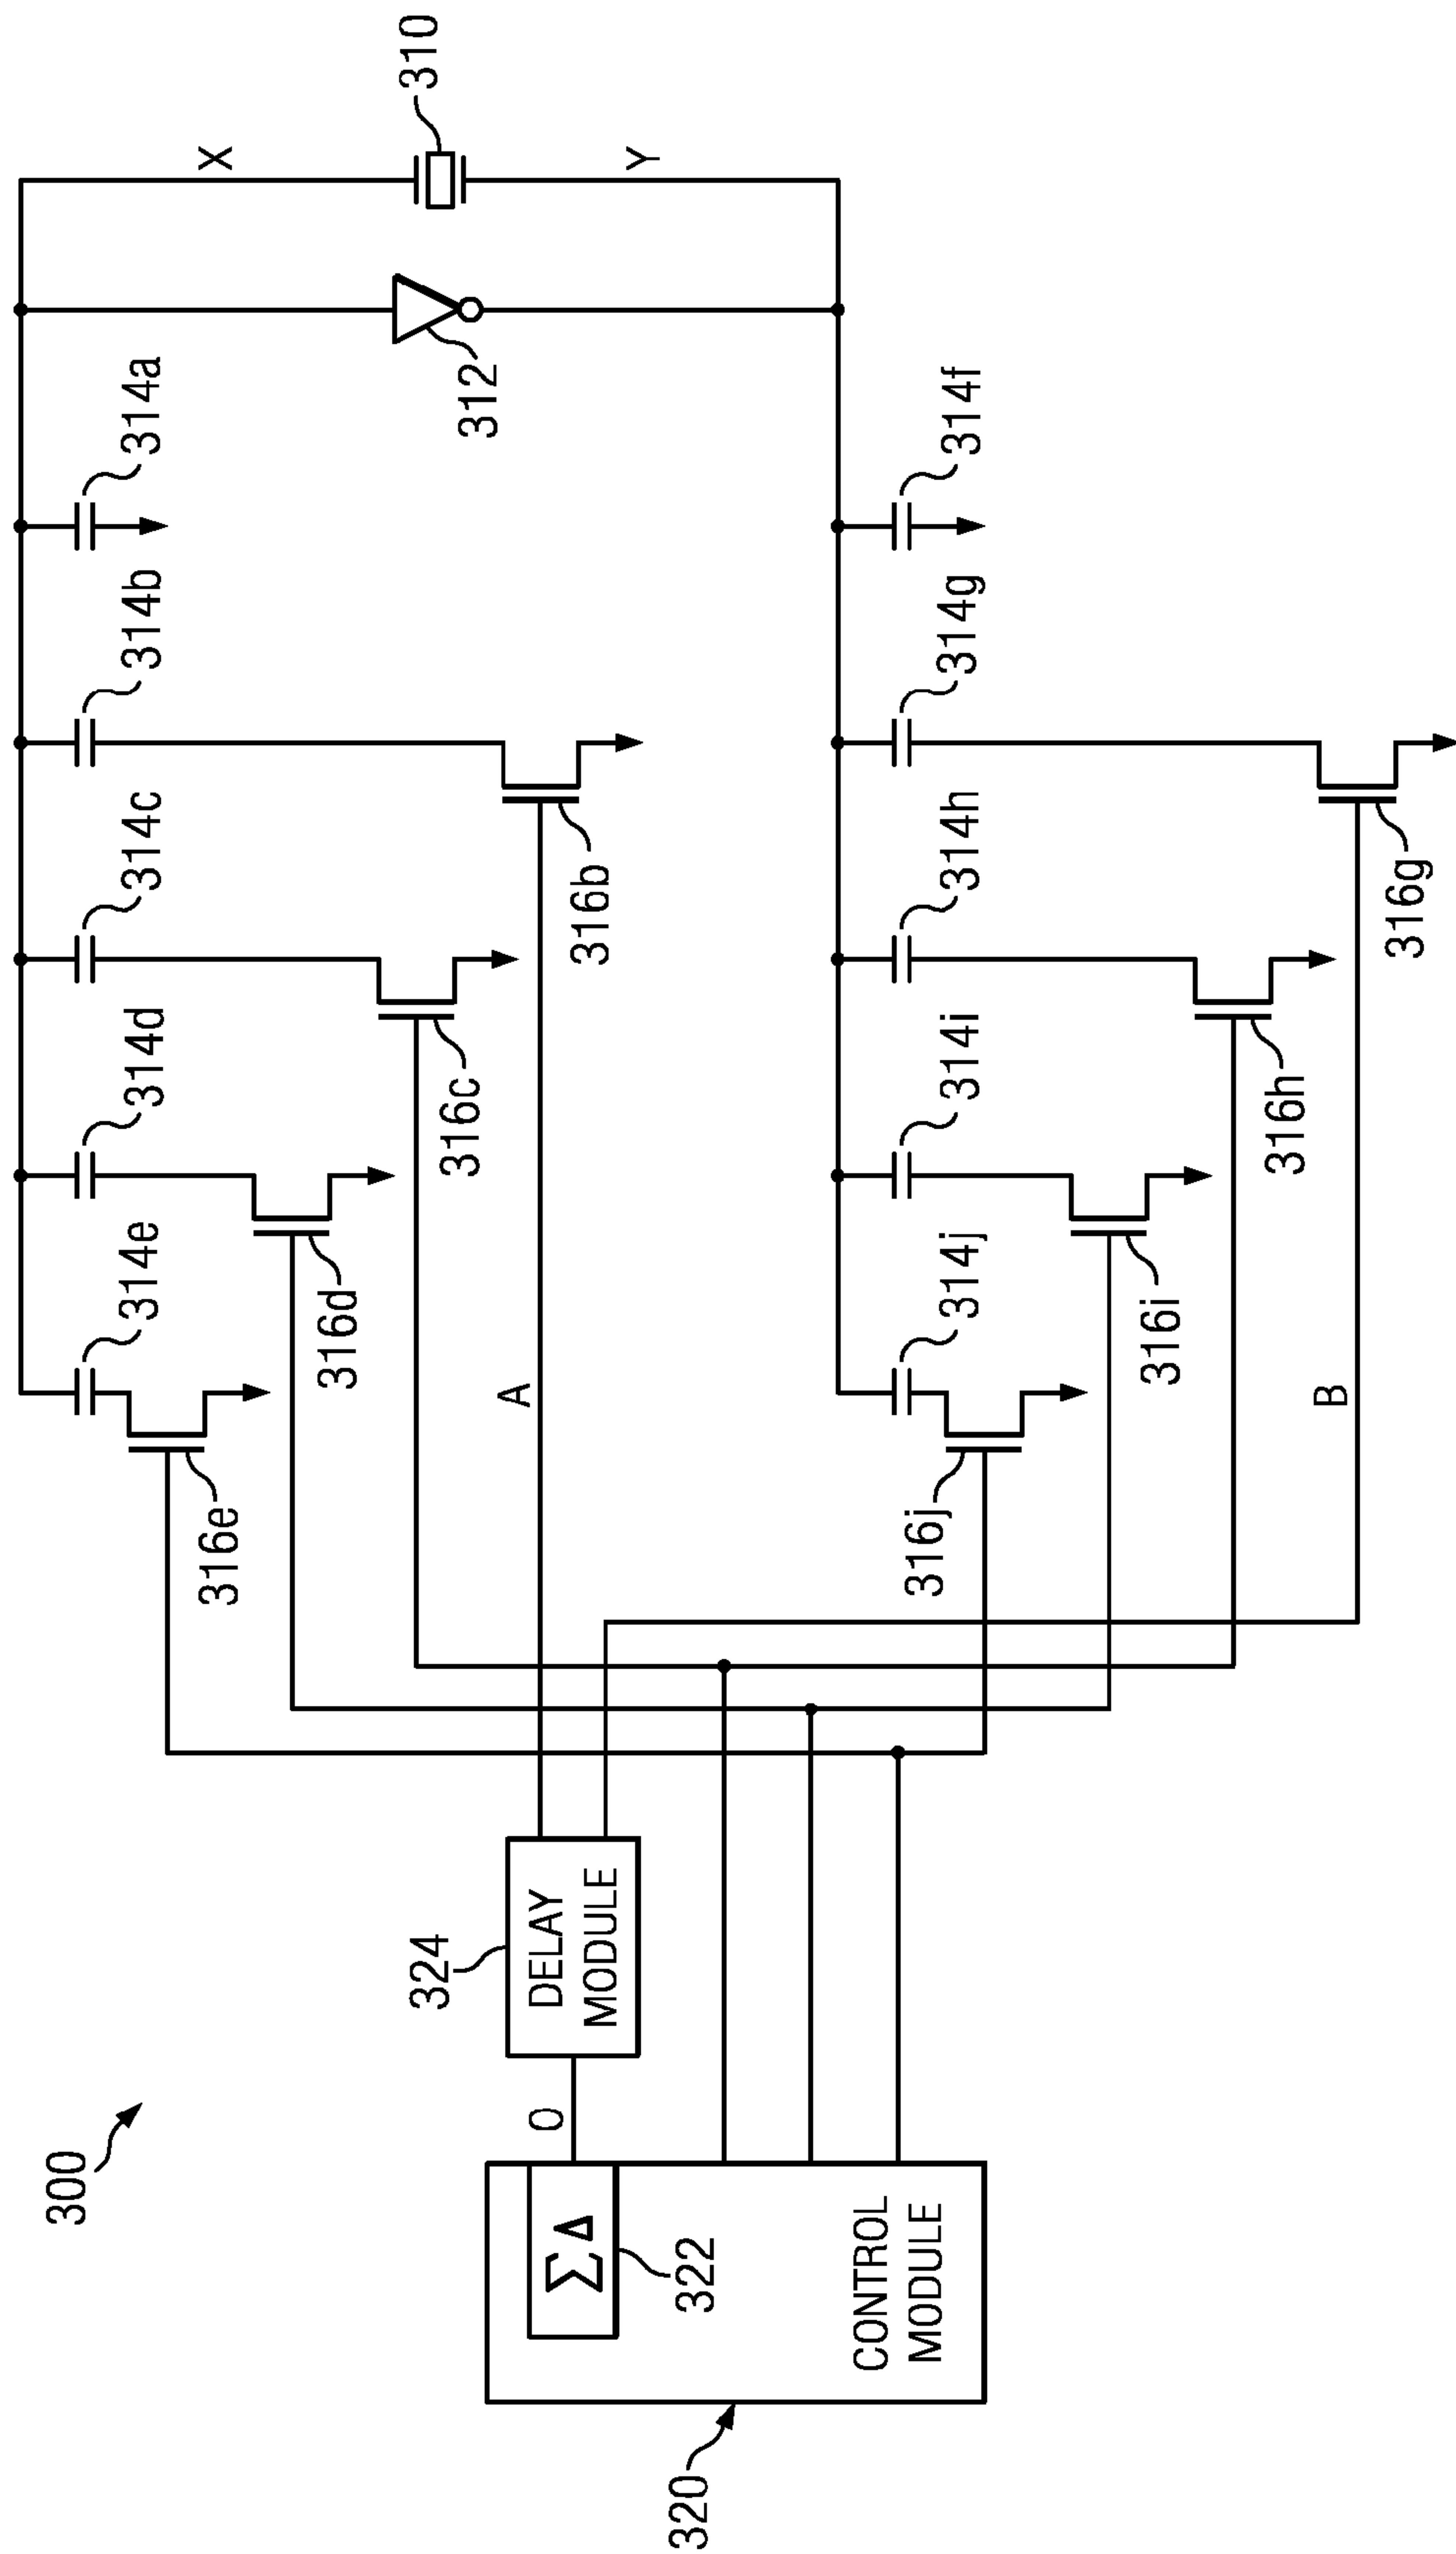 300
310
X
Y
312
314a
314b
314c
314d
314e
314f
314g
314h
314i
314j
316b
316c
316d
316e
316g
316h
316i
316j
A
B
324
DELAY
MODULE
O
ΣΔ
322
CONTROL
MODULE
320